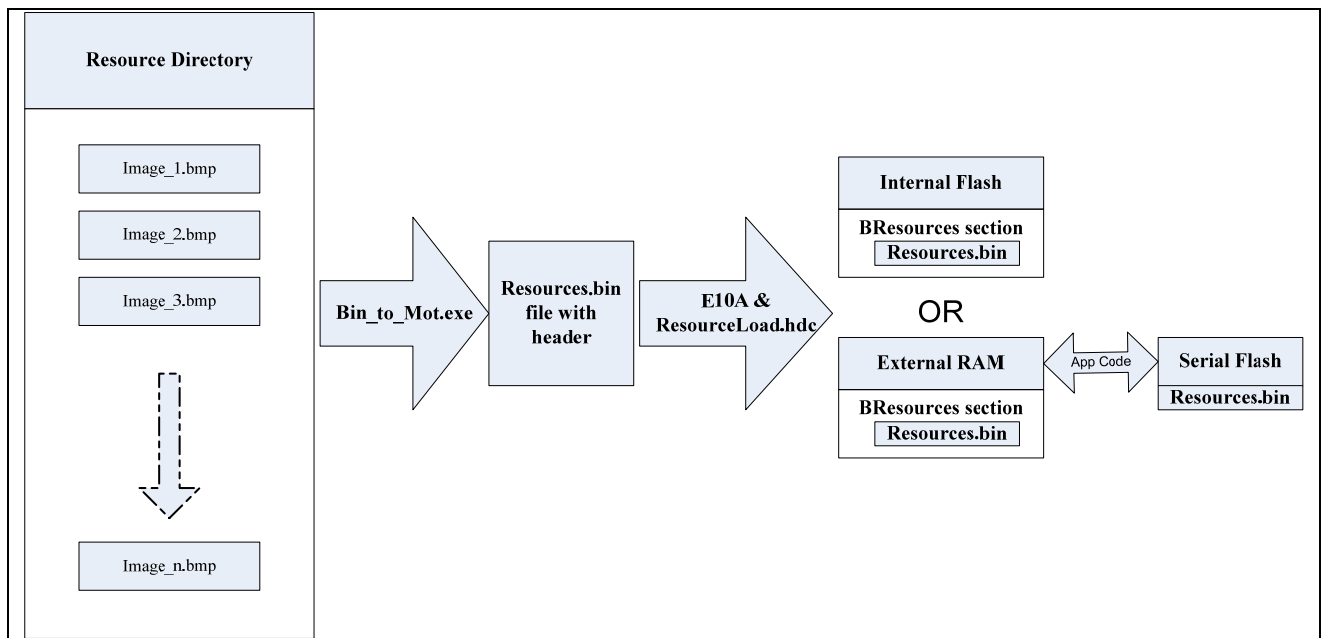 Resource Directory
Image_1.bmp
Image_2.bmp
Image_3.bmp
Image_n.bmp
Bin_to_Mot.exe
Resources.bin
file with
header
E10A &
ResourceLoad.hdc
Internal Flash
BResources section
Resources.bin
OR
External RAM
BResources section
Resources.bin
App Code
Serial Flash
Resources.bin